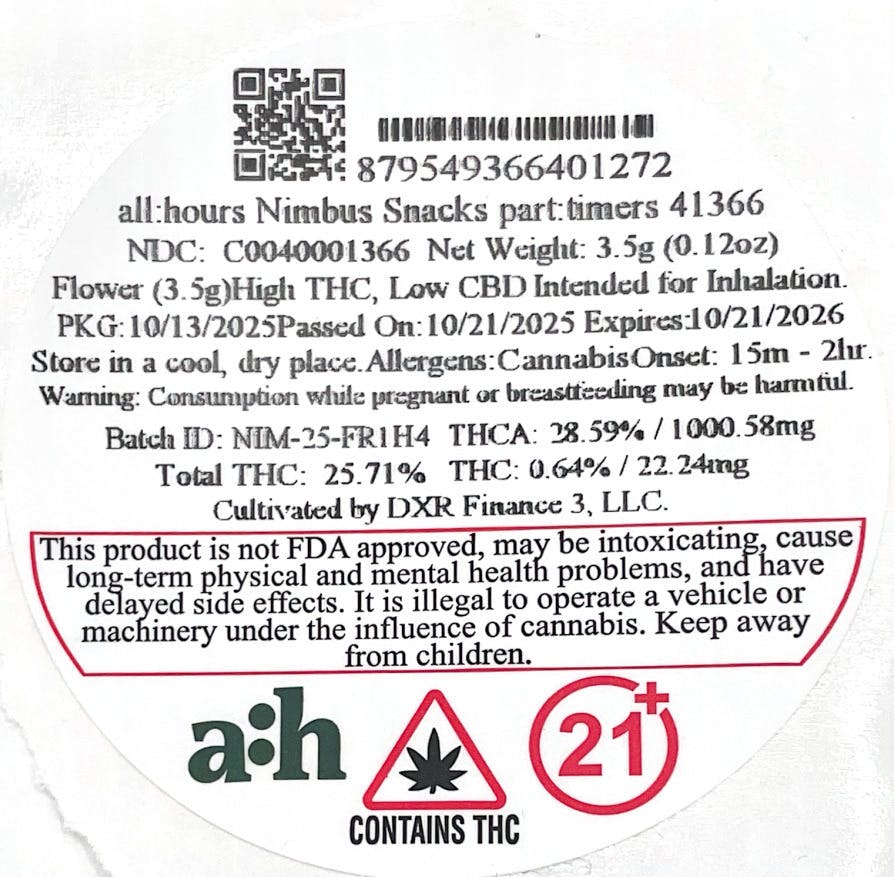 879549366401272
all:hours Nimbus Snacks part:timers 41366
NDC: C0040001366 Net Weight: 3.5g (0.12oz)
Flower (3.5g)High THC, Low CBD Intended for Inhalation.
PKG:10/13/2025Passed On:10/21/2025 Expires:10/21/2026
Store in a cool, dry place.Allergens:CannabisOnset: 15m - 2hr.
Warning: Consumption while pregnant or breastfeeding may be harmful.
Batch ID: NIM-25-FR1H4 THCA: 28.59% / 1000.58mg
Total THC: 25.71% THC: 0.64% / 22.24mg
Cultivated by DXR Finance 3, LLC.
This product is not FDA approved, may be intoxicating, cause
long-term physical and mental health problems, and have
delayed side effects. It is illegal to operate a vehicle or
machinery under the influence of cannabis. Keep away
from children.
a:h
21+
CONTAINS THC